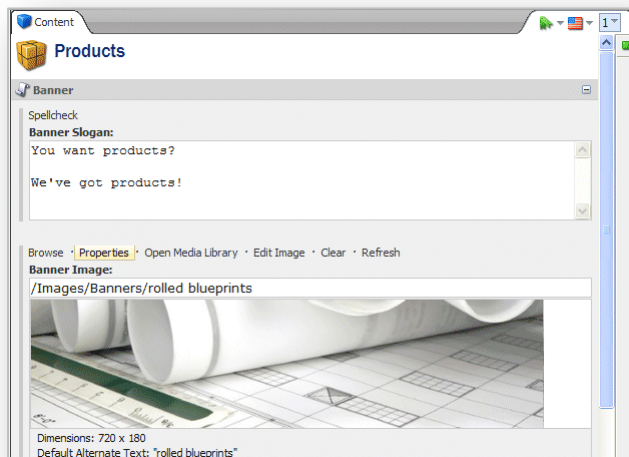 Content
1
Products
Banner
Spellcheck
Banner Slogan:
You want products?
We've got products!
Browse · Properties · Open Media Library · Edit Image · Clear · Refresh
Banner Image:
/Images/Banners/rolled blueprints
Dimensions: 720 x 180
Default Alternate Text: "rolled blueprints"